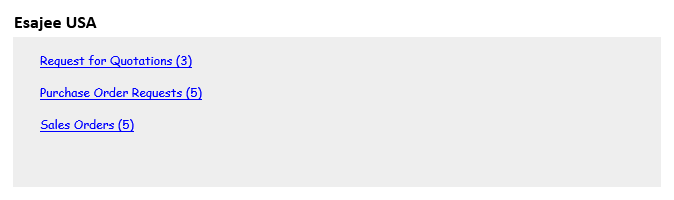 Esajee USA
Request for Quotations (3)
Purchase Order Requests (5)
Sales Orders (5)